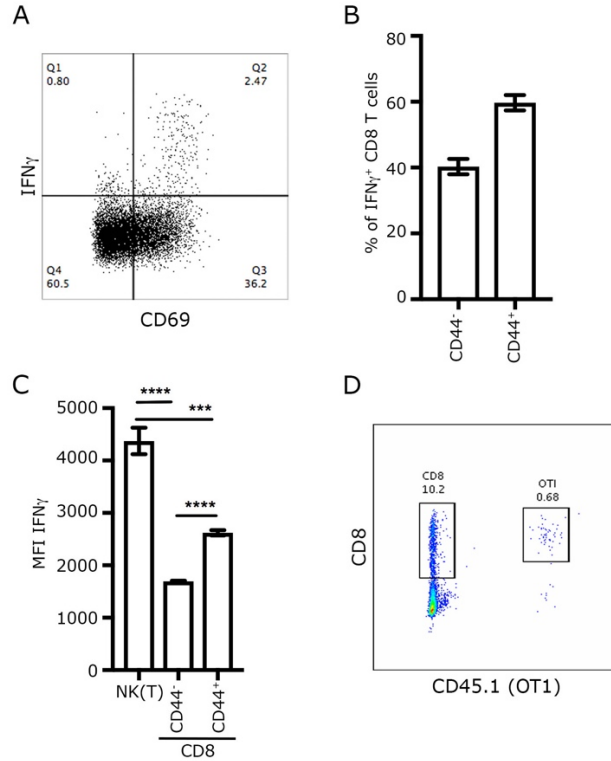 A
Q1
0.80
Q2
2.47
IFNγ
Q4
60.5
Q3
36.2
CD69
B
% of IFNγ⁺ CD8 T cells
80
60
40
20
0
CD44⁻
CD44⁺
C
MFI IFNγ
5000
4000
3000
2000
1000
0
****
***
****
NK(T)
CD44⁻
CD44⁺
CD8
D
CD8
CD8
10.2
OTI
0.68
CD45.1 (OT1)